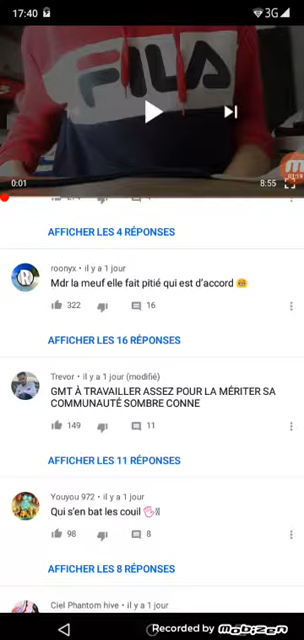 17:40
3G
FILA
01:19
0:01
8:55
AFFICHER LES 4 RÉPONSES
roonyx • il y a 1 jour
Mdr la meuf elle fait pitié qui est d'accord 🤓
322 16
AFFICHER LES 16 RÉPONSES
Trevor • il y a 1 jour (modifié)
GMT À TRAVAILLER ASSEZ POUR LA MÉRITER SA
COMMUNAUTÉ SOMBRE CONNE
149 11
AFFICHER LES 11 RÉPONSES
Youyou 972 • il y a 1 jour
Qui s'en bat les couil
98 8
AFFICHER LES 8 RÉPONSES
Ciel Phantom hive • il y a 1 jour
Recorded by mobizen